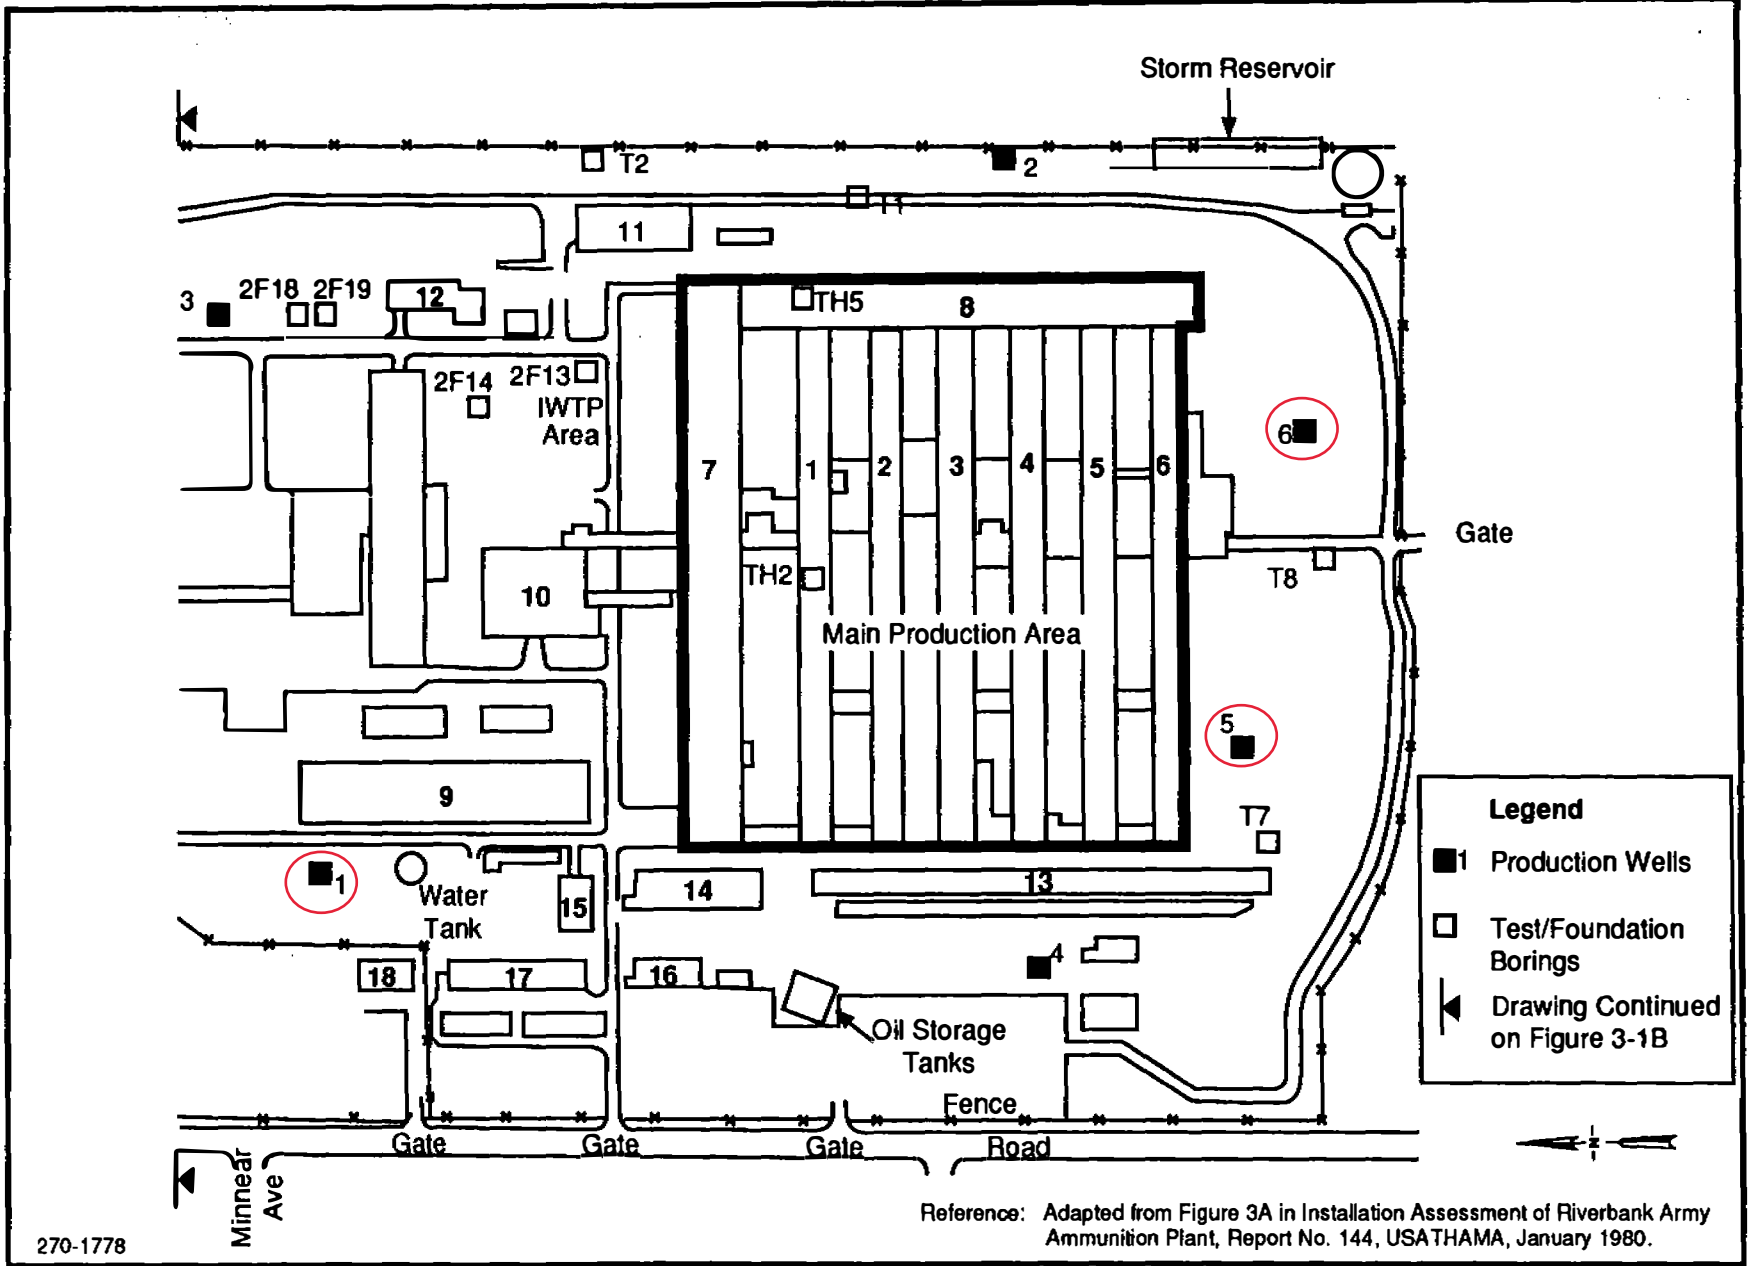 Storm Reservoir
T2
2
T1
11
3
2F18
2F19
12
TH5
8
2F14
2F13
IWTP
Area
6
7
1
2
3
4
5
6
Gate
TH2
T8
10
Main Production Area
5
9
T7
Legend
1 Production Wells
Test/Foundation
Borings
Drawing Continued
on Figure 3-1B
1
Water
Tank
15
14
13
4
18
17
16
Oil Storage
Tanks
Fence
Gate
Gate
Gate
Road
Minnear
Ave
N
Reference: Adapted from Figure 3A in Installation Assessment of Riverbank Army
Ammunition Plant, Report No. 144, USATHAMA, January 1980.
270-1778